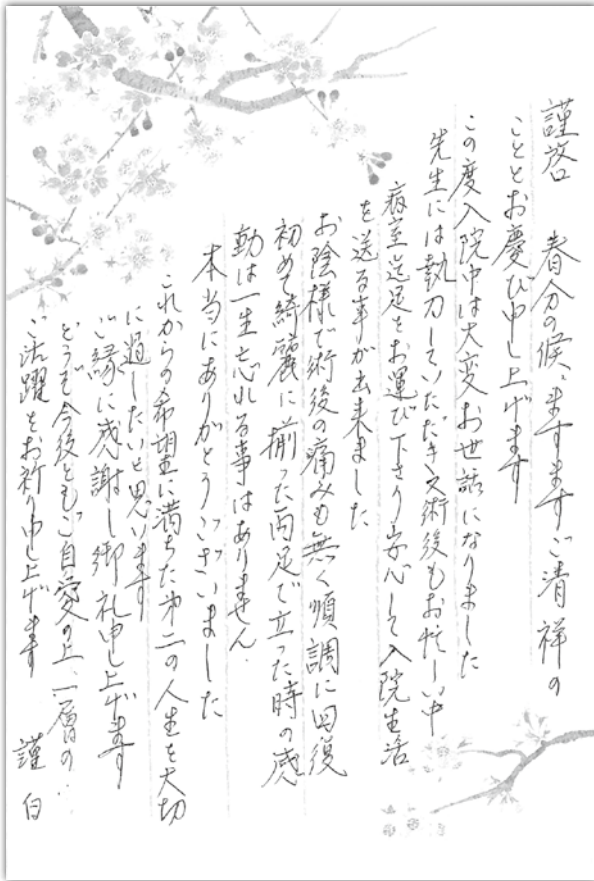 謹啓　春分の候、ますますご清祥の
こととお慶び申し上げます
この度入院中は大変お世話になりました
先生には執刀していただき又術後もお忙しい中
病室迄足をお運び下さり安心して入院生活
を送る事が出来ました
お陰様で術後の痛みも無く順調に回復
初めて綺麗に揃った両足で立った時の感
動は一生忘れる事はありません.
本当にありがとうございました
これからの希望に満ちた第二の人生を大切
に過したいと思います
ご縁に感謝し御礼申し上げます
どうぞ今後ともご自愛の上、一層の
ご活躍をお祈り申し上げます
謹白